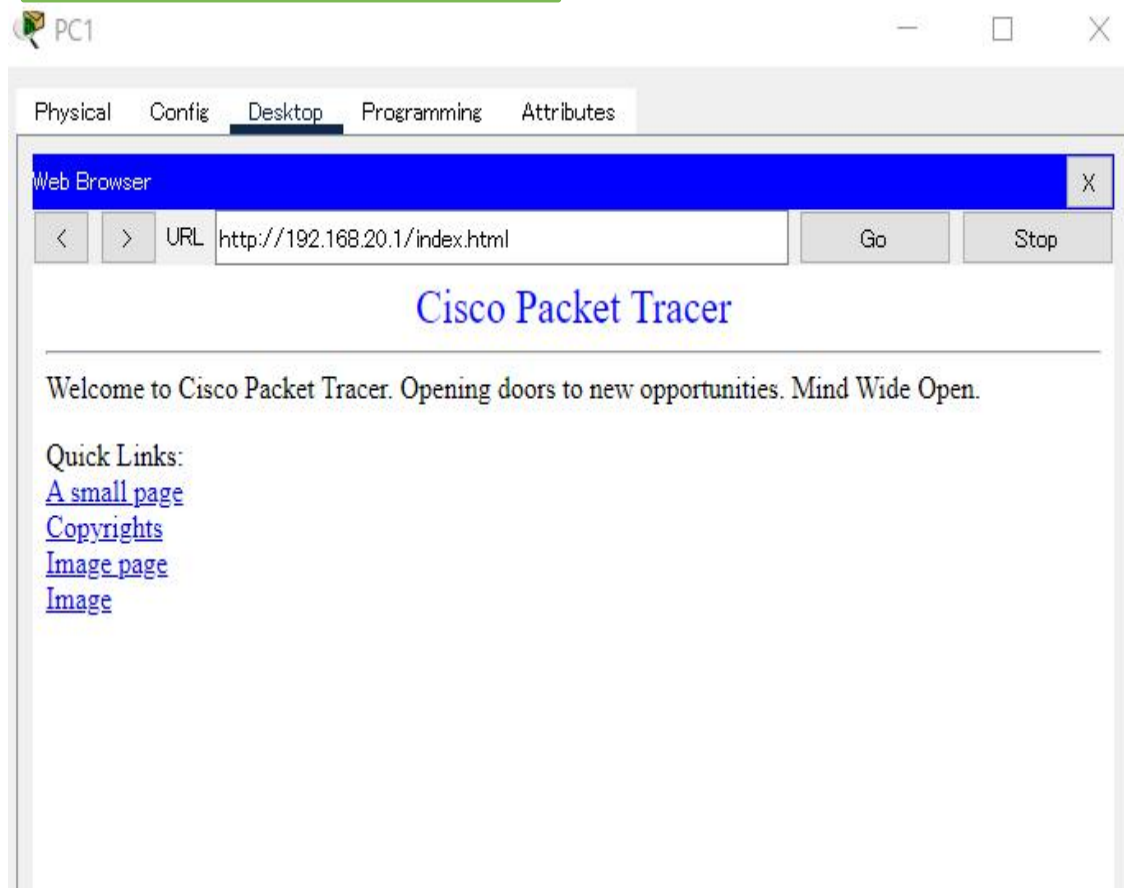 PC1
Physical Config Desktop Programming Attributes
Web Browser X
< > URL http://192.168.20.1/index.html Go Stop
Cisco Packet Tracer
Welcome to Cisco Packet Tracer. Opening doors to new opportunities. Mind Wide Open.
Quick Links:
A small page
Copyrights
Image page
Image